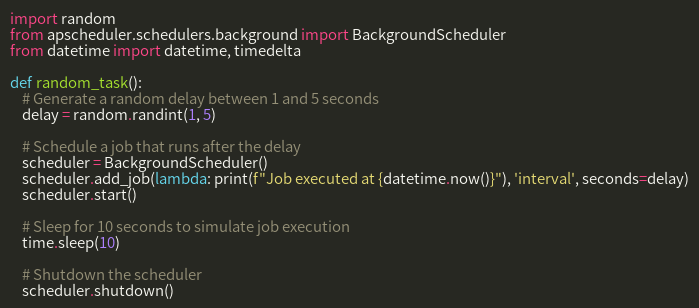 import random
from apscheduler.schedulers.background import BackgroundScheduler
from datetime import datetime, timedelta

def random_task():
    # Generate a random delay between 1 and 5 seconds
    delay = random.randint(1, 5)

    # Schedule a job that runs after the delay
    scheduler = BackgroundScheduler()
    scheduler.add_job(lambda: print(f"Job executed at {datetime.now()}"), 'interval', seconds=delay)
    scheduler.start()

    # Sleep for 10 seconds to simulate job execution
    time.sleep(10)

    # Shutdown the scheduler
    scheduler.shutdown()